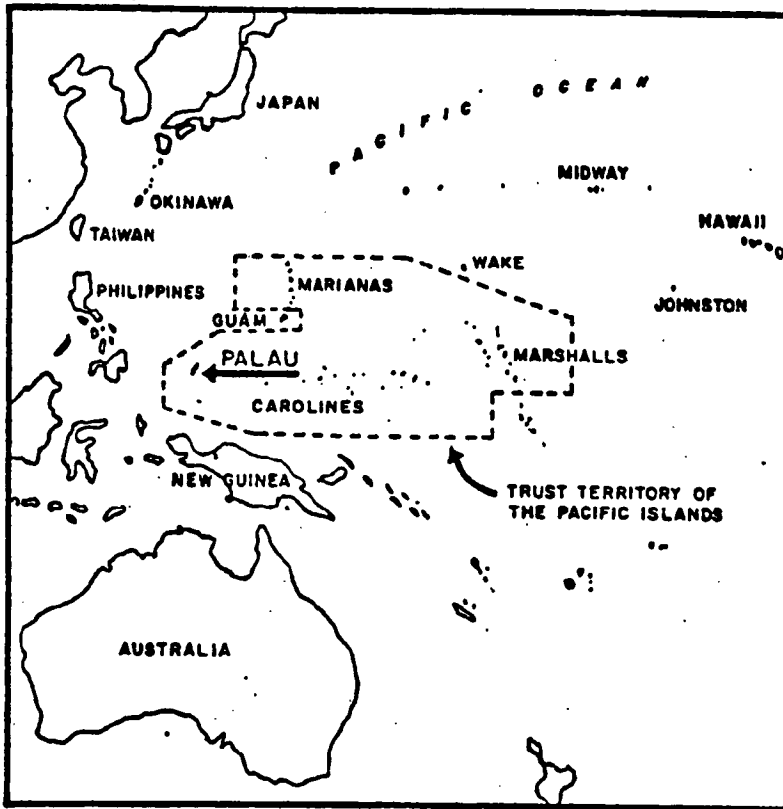 JAPAN
PACIFIC OCEAN
MIDWAY
OKINAWA
HAWAII
TAIWAN
WAKE
PHILIPPINES
MARIANAS
JOHNSTON
GUAM
PALAU
MARSHALLS
CAROLINES
NEW GUINEA
TRUST TERRITORY OF
THE PACIFIC ISLANDS
AUSTRALIA